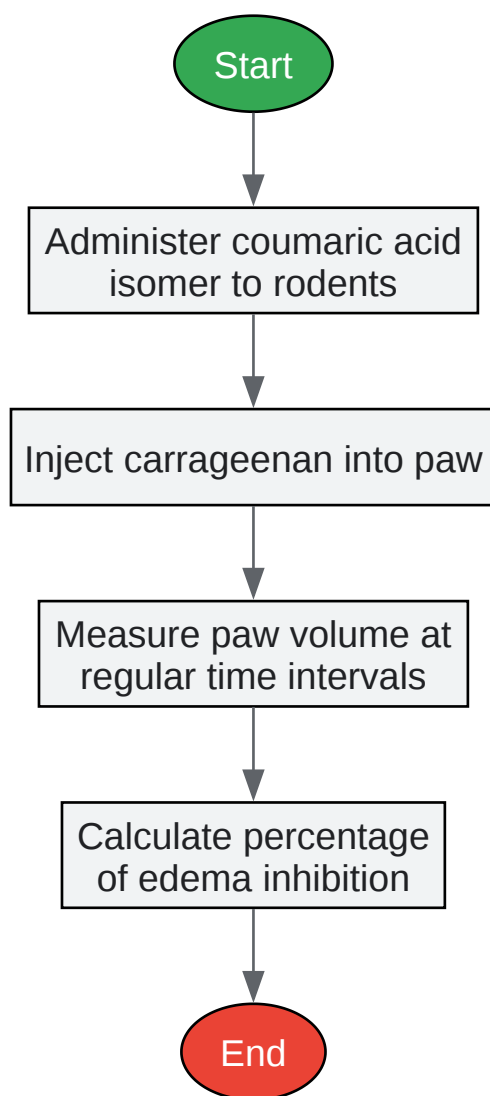 Start
Administer coumaric acid
isomer to rodents
Inject carrageenan into paw
Measure paw volume at
regular time intervals
Calculate percentage
of edema inhibition
End